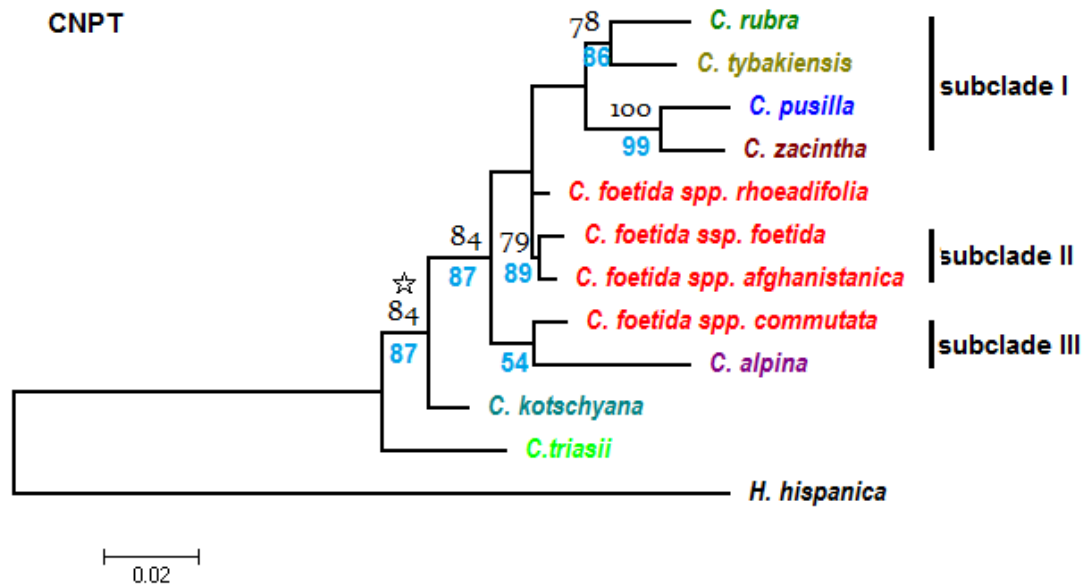 CNPT
C. rubra
78
86
C. tybakiensis
subclade I
C. pusilla
100
99
C. zacintha
C. foetida spp. rhoeadifolia
C. foetida ssp. foetida
84
79
subclade II
87
89
C. foetida spp. afghanistanica
☆
84
C. foetida spp. commutata
subclade III
87
54
C. alpina
C. kotschyana
C.triasii
H. hispanica
0.02